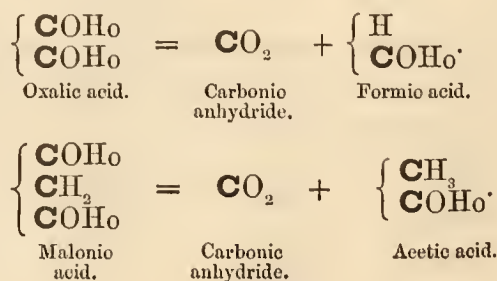 { COHo
COHo = CO₂ + { H
COHo.
Oxalic acid. Carbonic anhydride. Formic acid.
{ COHo
CH₂
COHo = CO₂ + { CH₃
COHo.
Malonic acid. Carbonic anhydride. Acetic acid.